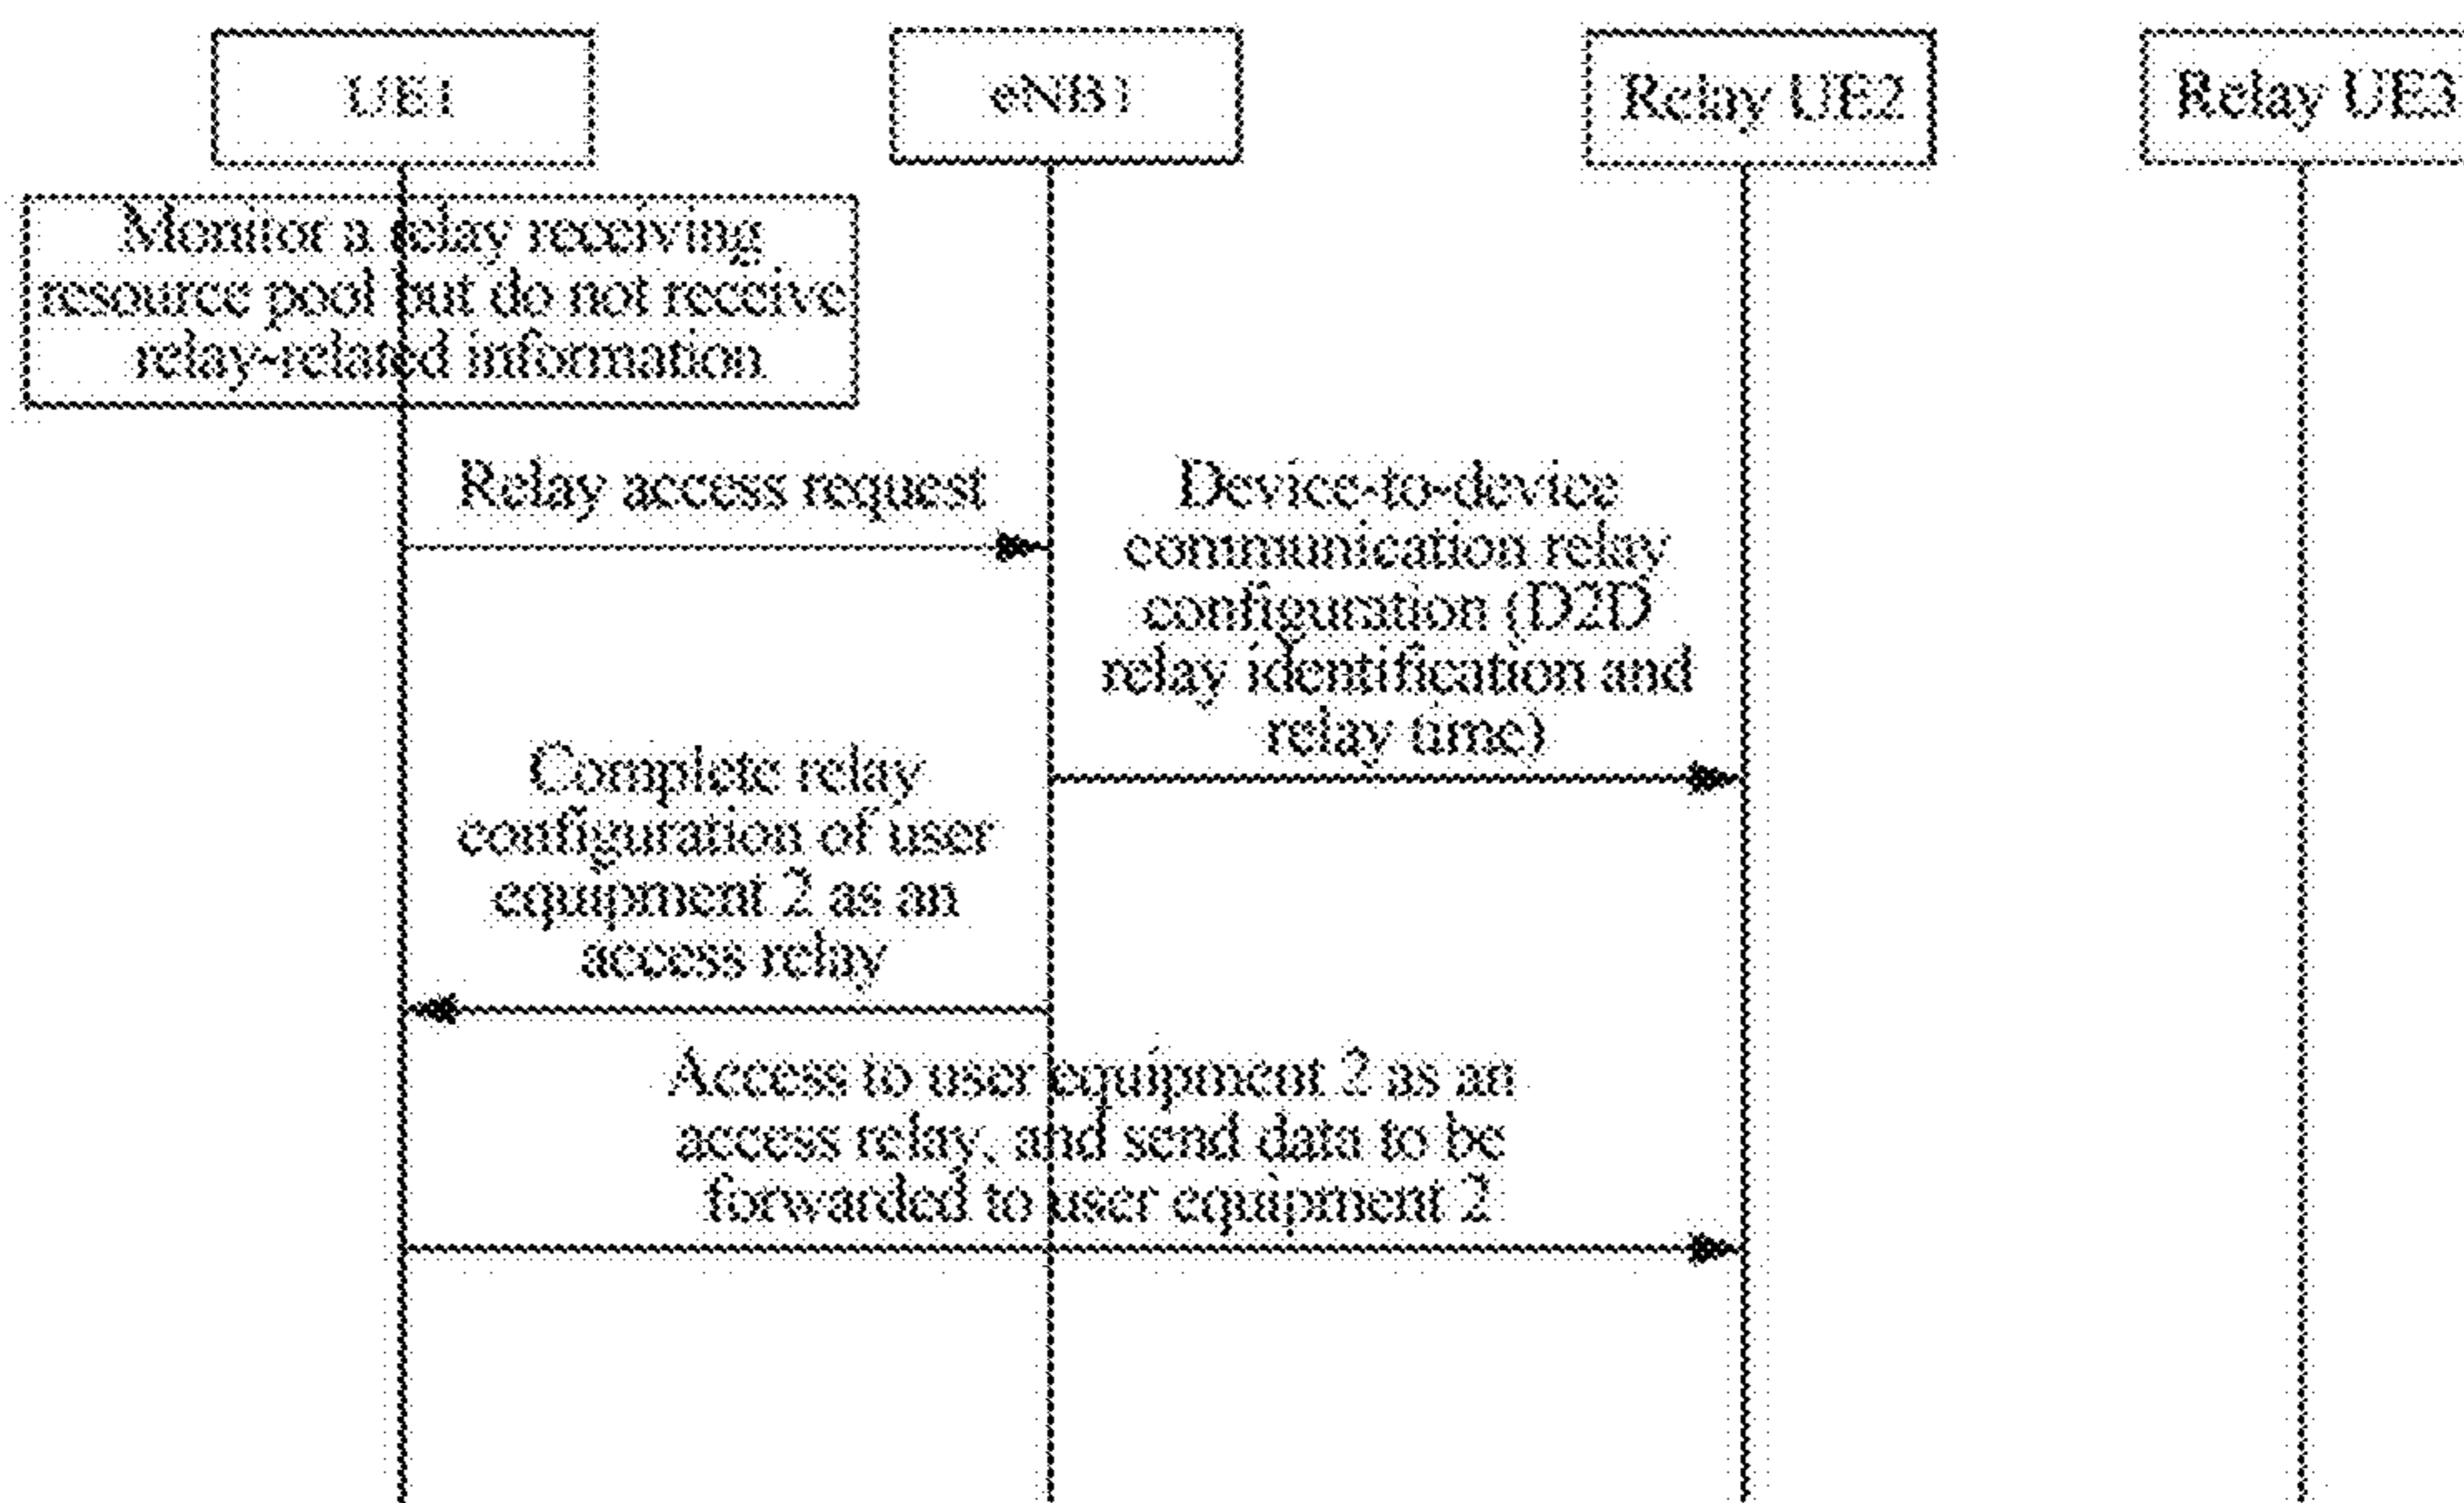 UE1
eNB1
Relay UE2
Relay UE3
Monitor a relay receiving
resource pool but do not receive
relay-related information
Relay access request
Device-to-device
communication relay
configuration (D2D
relay identification and
relay time)
Complete relay
configuration of user
equipment 2 as an
access relay
Access to user equipment 2 as an
access relay, and send data to be
forwarded to user equipment 2